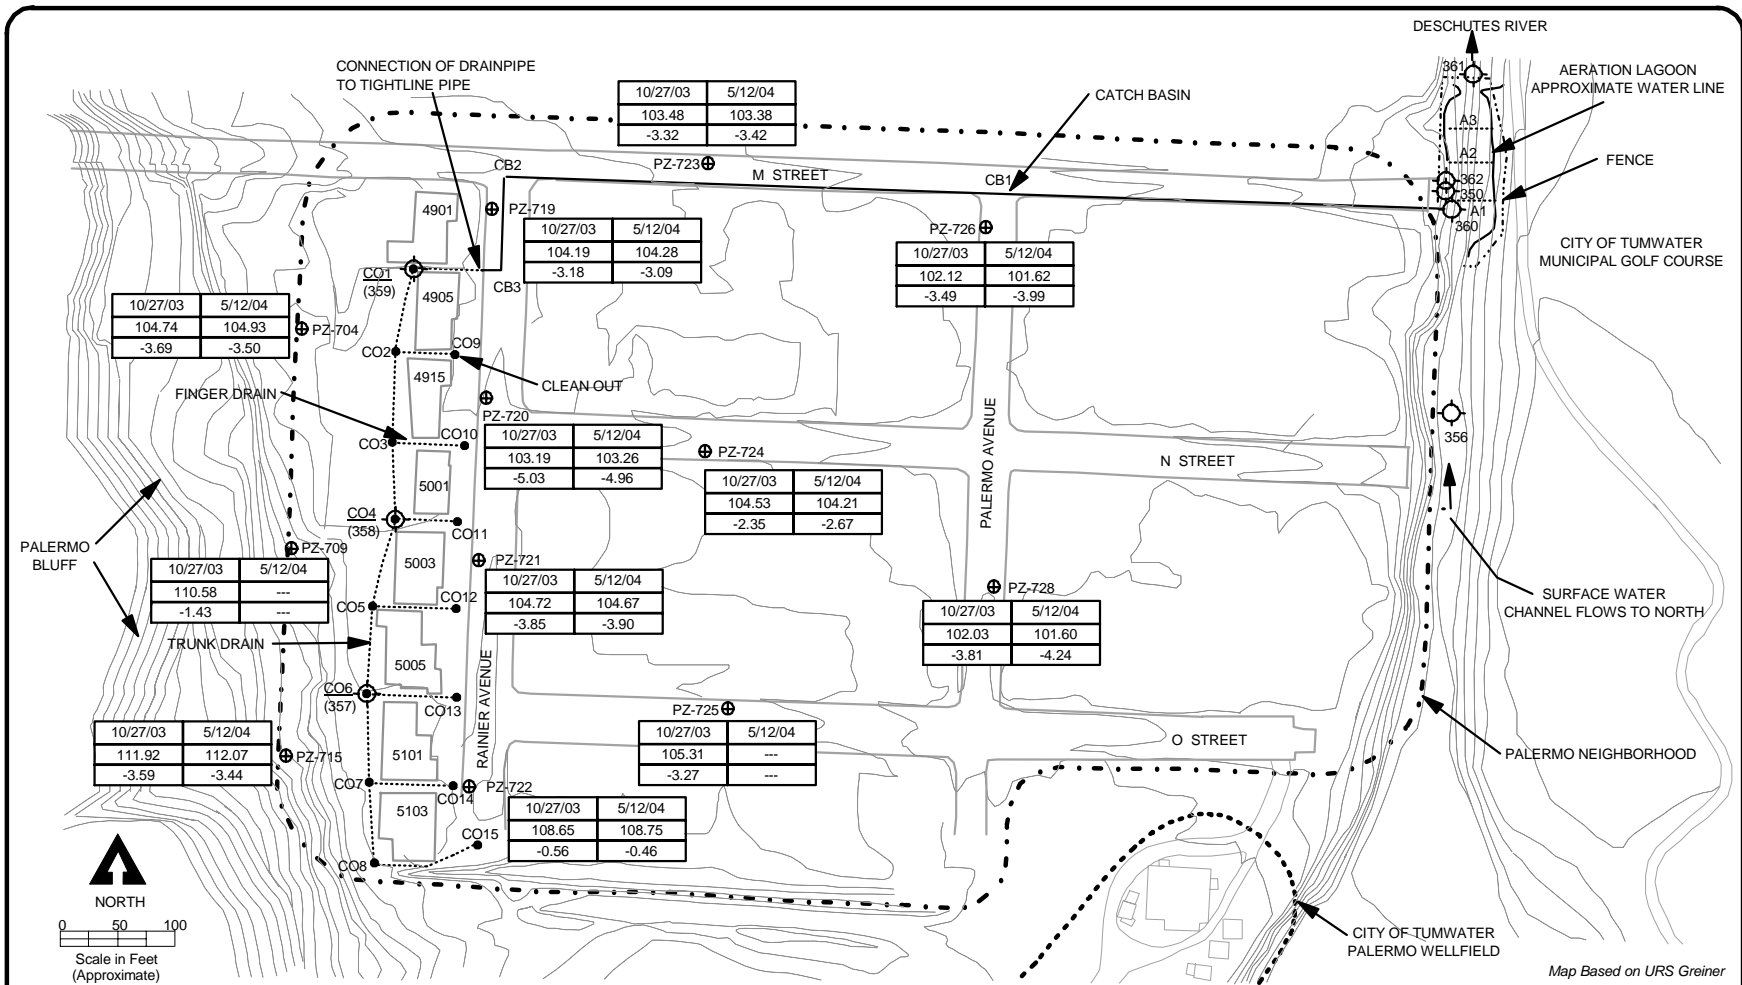 DESCHUTES RIVER
CONNECTION OF DRAINPIPE
TO TIGHTLINE PIPE
361
AERATION LAGOON
APPROXIMATE WATER LINE
10/27/03 5/12/04
103.48 103.38
-3.32 -3.42
CATCH BASIN
A3
A2
FENCE
CB2
PZ-723
M STREET
CB1
362
350
A1
360
4901
PZ-719
10/27/03 5/12/04
104.19 104.28
-3.18 -3.09
PZ-726
10/27/03 5/12/04
102.12 101.62
-3.49 -3.99
CITY OF TUMWATER
MUNICIPAL GOLF COURSE
CO1
(359)
CB3
4905
10/27/03 5/12/04
104.74 104.93
-3.69 -3.50
PZ-704
CO2
CO9
4915
CLEAN OUT
FINGER DRAIN
PZ-720
10/27/03 5/12/04
103.19 103.26
-5.03 -4.96
CO3
CO10
PZ-724
10/27/03 5/12/04
104.53 104.21
-2.35 -2.67
PALERMO AVENUE
N STREET
356
5001
CO4
(358)
CO11
PALERMO
BLUFF
PZ-709
10/27/03 5/12/04
110.58 ---
-1.43 ---
5003
PZ-721
10/27/03 5/12/04
104.72 104.67
-3.85 -3.90
CO5
CO12
PZ-728
10/27/03 5/12/04
102.03 101.60
-3.81 -4.24
SURFACE WATER
CHANNEL FLOWS TO NORTH
TRUNK DRAIN
5005
RAINIER AVENUE
CO6
(357)
CO13
PZ-725
10/27/03 5/12/04
105.31 ---
-3.27 ---
10/27/03 5/12/04
111.92 112.07
-3.59 -3.44
PZ-715
5101
O STREET
PALERMO NEIGHBORHOOD
CO7
CO14
PZ-722
10/27/03 5/12/04
108.65 108.75
-0.56 -0.46
5103
CO15
CO8
NORTH
0 50 100
Scale in Feet
(Approximate)
CITY OF TUMWATER
PALERMO WELLFIELD
Map Based on URS Greiner